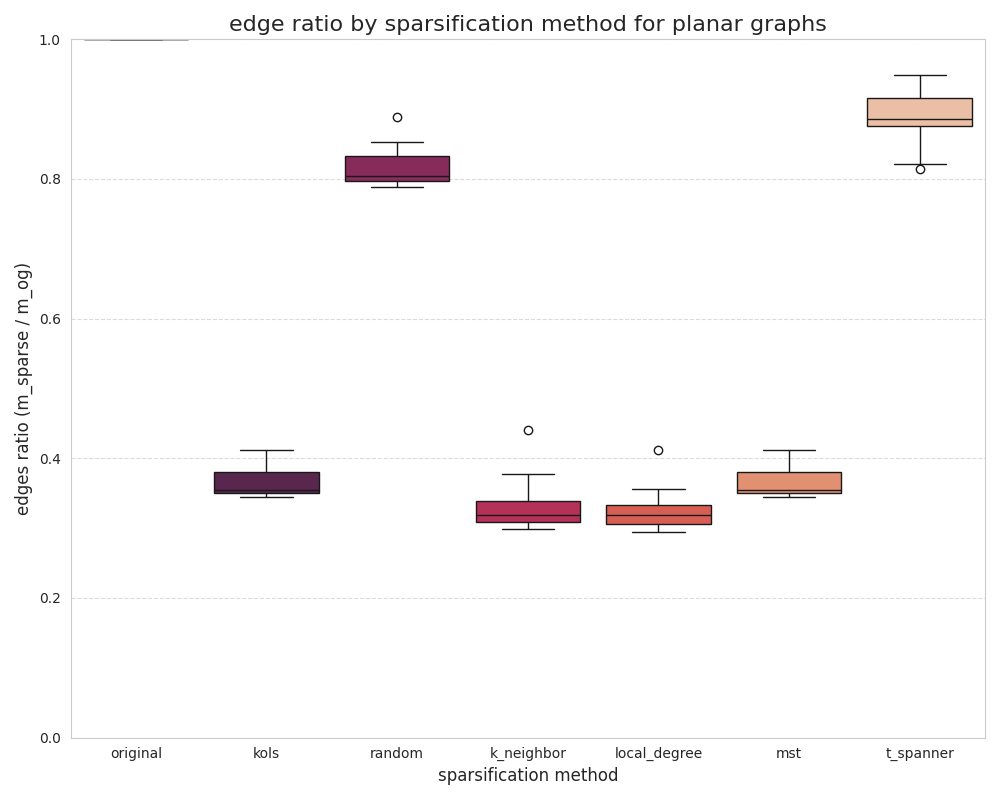 edge ratio by sparsification method for planar graphs
edges ratio (m_sparse / m_og)
1.0
0.8
0.6
0.4
0.2
0.0
original kols random k_neighbor local_degree mst t_spanner
sparsification method